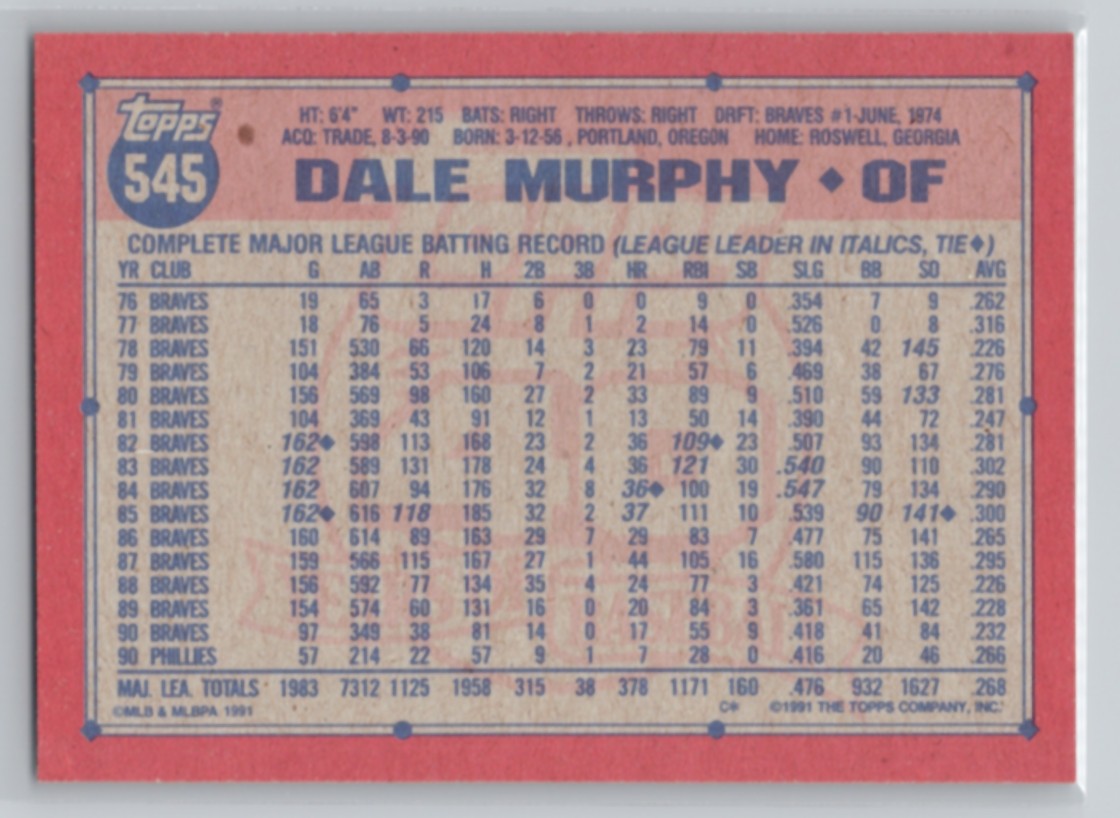 Topps®
545
HT: 6'4" WT: 215 BATS: RIGHT THROWS: RIGHT DRFT: BRAVES #1-JUNE, 1974
ACQ: TRADE, 8-3-90 BORN: 3-12-56 , PORTLAND, OREGON HOME: ROSWELL, GEORGIA
DALE MURPHY ◆ OF
COMPLETE MAJOR LEAGUE BATTING RECORD (LEAGUE LEADER IN ITALICS, TIE◆)
YR CLUB G AB R H 2B 3B HR RBI SB SLG BB SO AVG
76 BRAVES 19 65 3 17 6 0 0 9 0 .354 7 9 .262
77 BRAVES 18 76 5 24 8 1 2 14 0 .526 0 8 .316
78 BRAVES 151 530 66 120 14 3 23 79 11 .394 42 145 .226
79 BRAVES 104 384 53 106 7 2 21 57 6 .469 38 67 .276
80 BRAVES 156 569 98 160 27 2 33 89 9 .510 59 133 .281
81 BRAVES 104 369 43 91 12 1 13 50 14 .390 44 72 .247
82 BRAVES 162◆ 598 113 168 23 2 36 109◆ 23 .507 93 134 .281
83 BRAVES 162 589 131 178 24 4 36 121 30 .540 90 110 .302
84 BRAVES 162 607 94 176 32 8 36◆ 100 19 .547 79 134 .290
85 BRAVES 162◆ 616 118 185 32 2 37 111 10 .539 90 141◆ .300
86 BRAVES 160 614 89 163 29 7 29 83 7 .477 75 141 .265
87 BRAVES 159 566 115 167 27 1 44 105 16 .580 115 136 .295
88 BRAVES 156 592 77 134 35 4 24 77 3 .421 74 125 .226
89 BRAVES 154 574 60 131 16 0 20 84 3 .361 65 142 .228
90 BRAVES 97 349 38 81 14 0 17 55 9 .418 41 84 .232
90 PHILLIES 57 214 22 57 9 1 7 28 0 .416 20 46 .266
MAJ. LEA. TOTALS 1983 7312 1125 1958 315 38 378 1171 160 .476 932 1627 .268
©MLB & MLBPA 1991 C* ©1991 THE TOPPS COMPANY, INC.